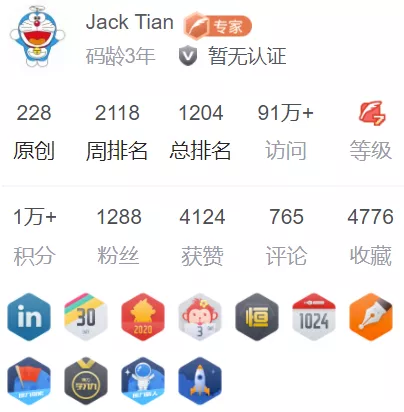 Jack Tian 专家
码龄3年 暂无认证
228 2118 1204 91万+
原创 周排名 总排名 访问 等级
1万+ 1288 4124 765 4776
积分 粉丝 获赞 评论 收藏
in 30 2020 3 恒 1024